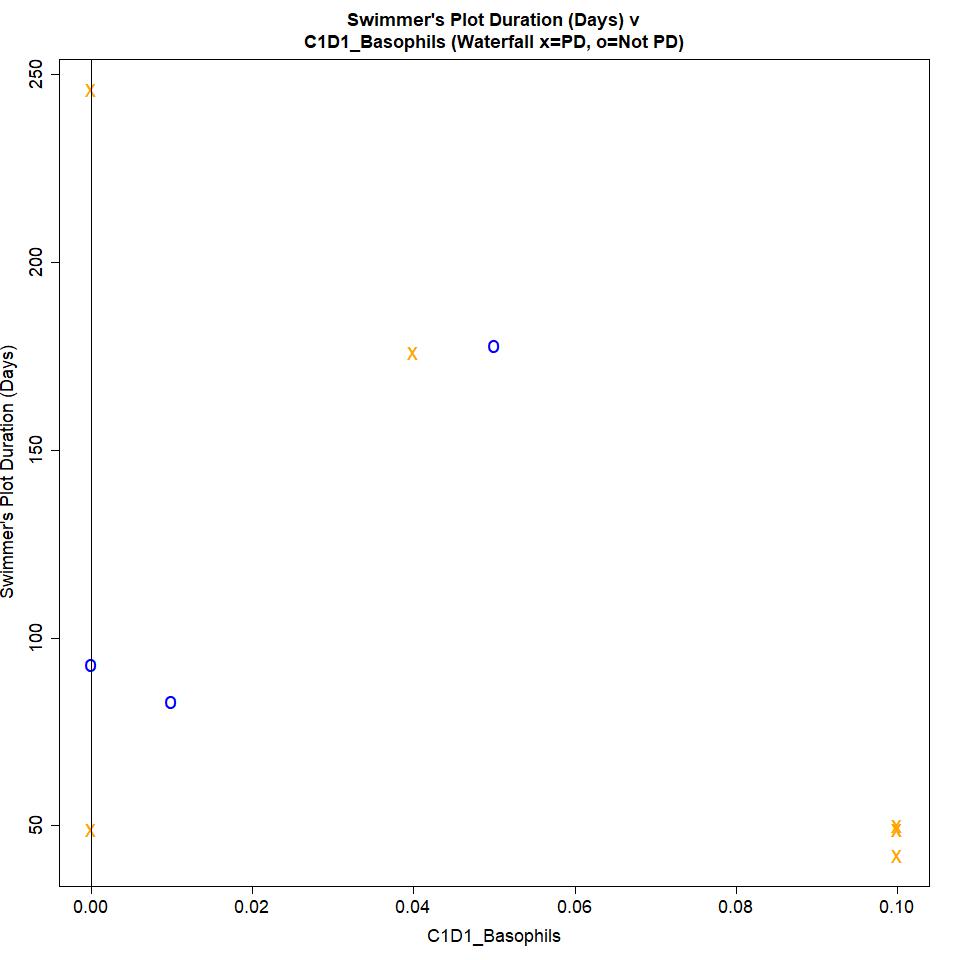 Swimmer's Plot Duration (Days) v
C1D1_Basophils (Waterfall x=PD, o=Not PD)
Swimmer's Plot Duration (Days)
250
200
150
100
50
x
x
o
o
o
x
x
x
x
0.00 0.02 0.04 0.06 0.08 0.10
C1D1_Basophils